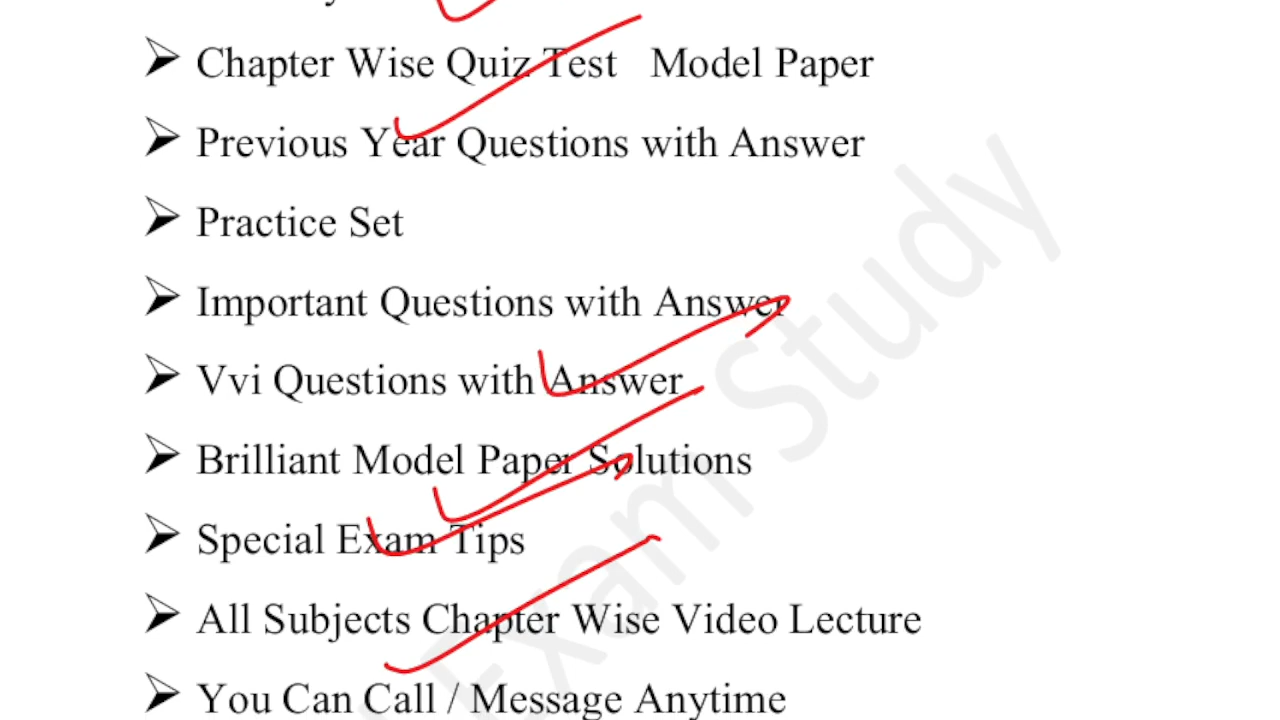 Chapter Wise Quiz Test Model Paper
Previous Year Questions with Answer
Practice Set
Important Questions with Answer
Vvi Questions with Answer
Brilliant Model Paper Solutions
Special Exam Tips
All Subjects Chapter Wise Video Lecture
You Can Call / Message Anytime
Exam Study